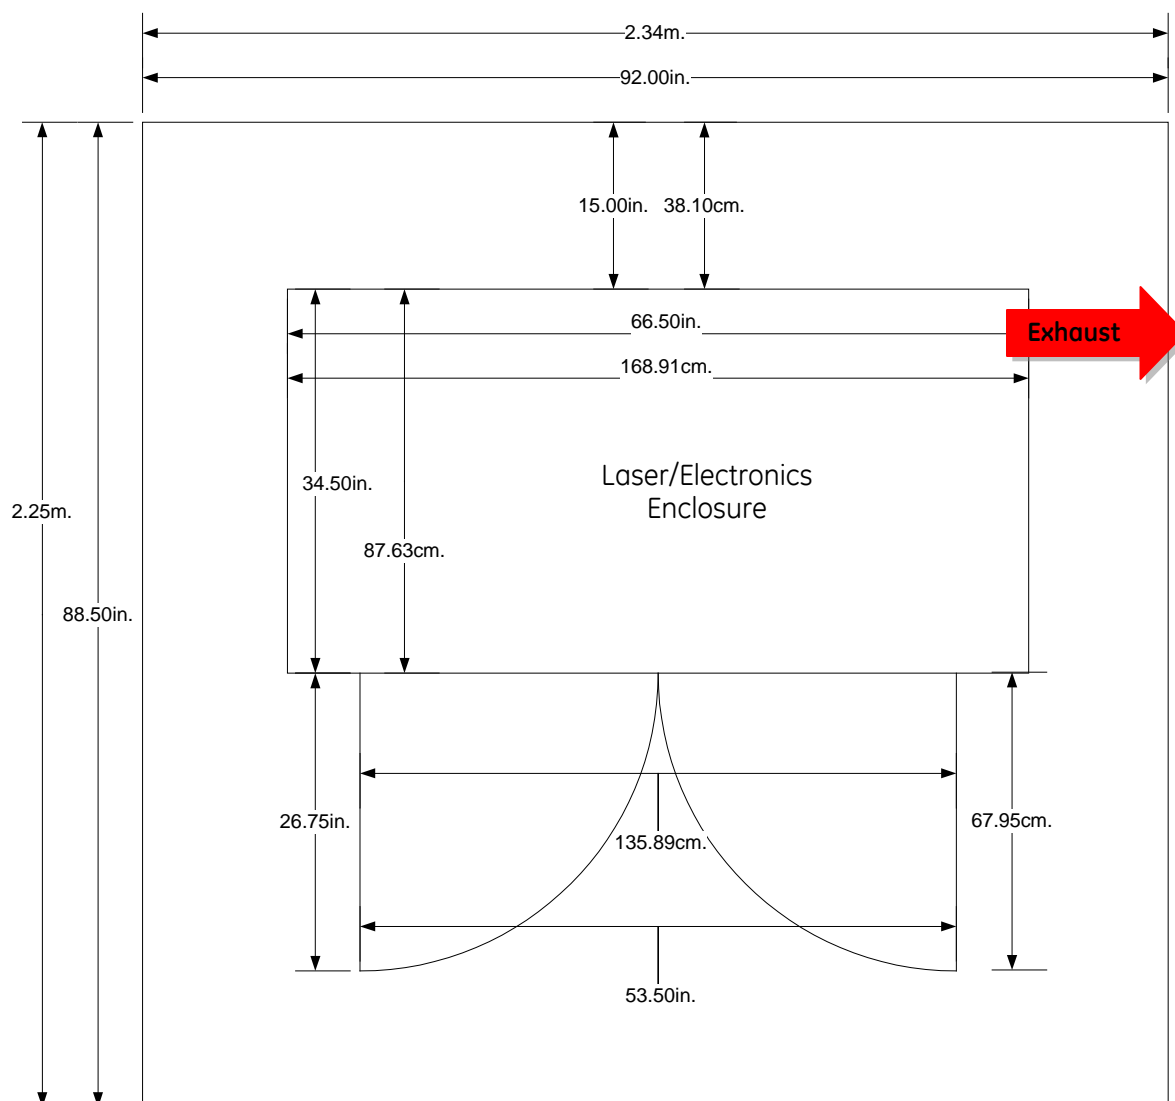 2.34m.
92.00in.
15.00in.
38.10cm.
66.50in.
Exhaust
168.91cm.
Laser/Electronics
Enclosure
34.50in.
2.25m.
87.63cm.
88.50in.
26.75in.
67.95cm.
135.89cm.
53.50in.